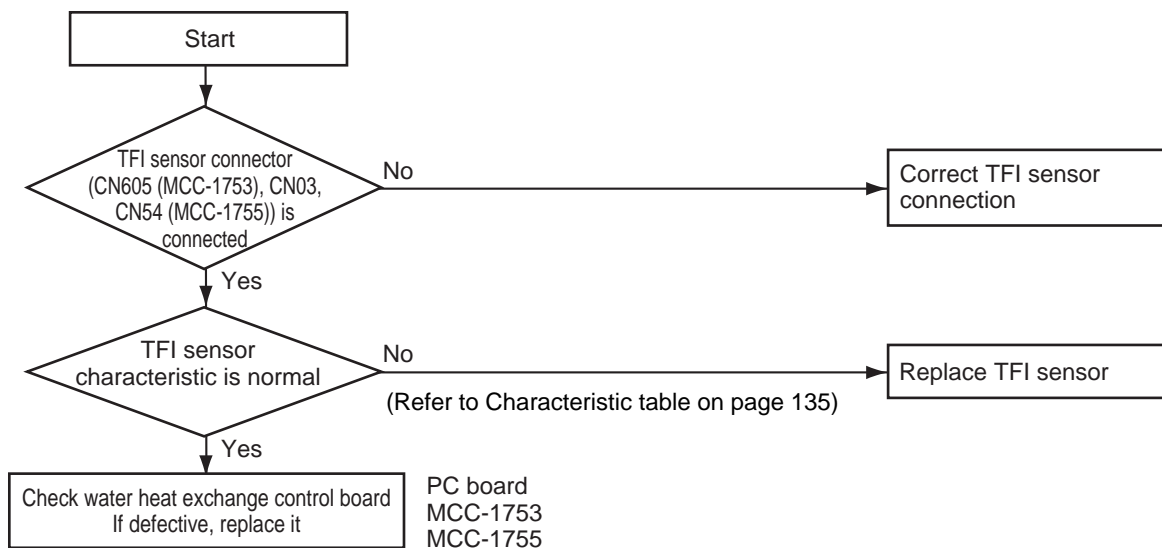 Start
TFI sensor connector
(CN605 (MCC-1753), CN03,
CN54 (MCC-1755)) is
connected
No
Correct TFI sensor
connection
Yes
TFI sensor
characteristic is normal
No
(Refer to Characteristic table on page 135)
Replace TFI sensor
Yes
Check water heat exchange control board
If defective, replace it
PC board
MCC-1753
MCC-1755